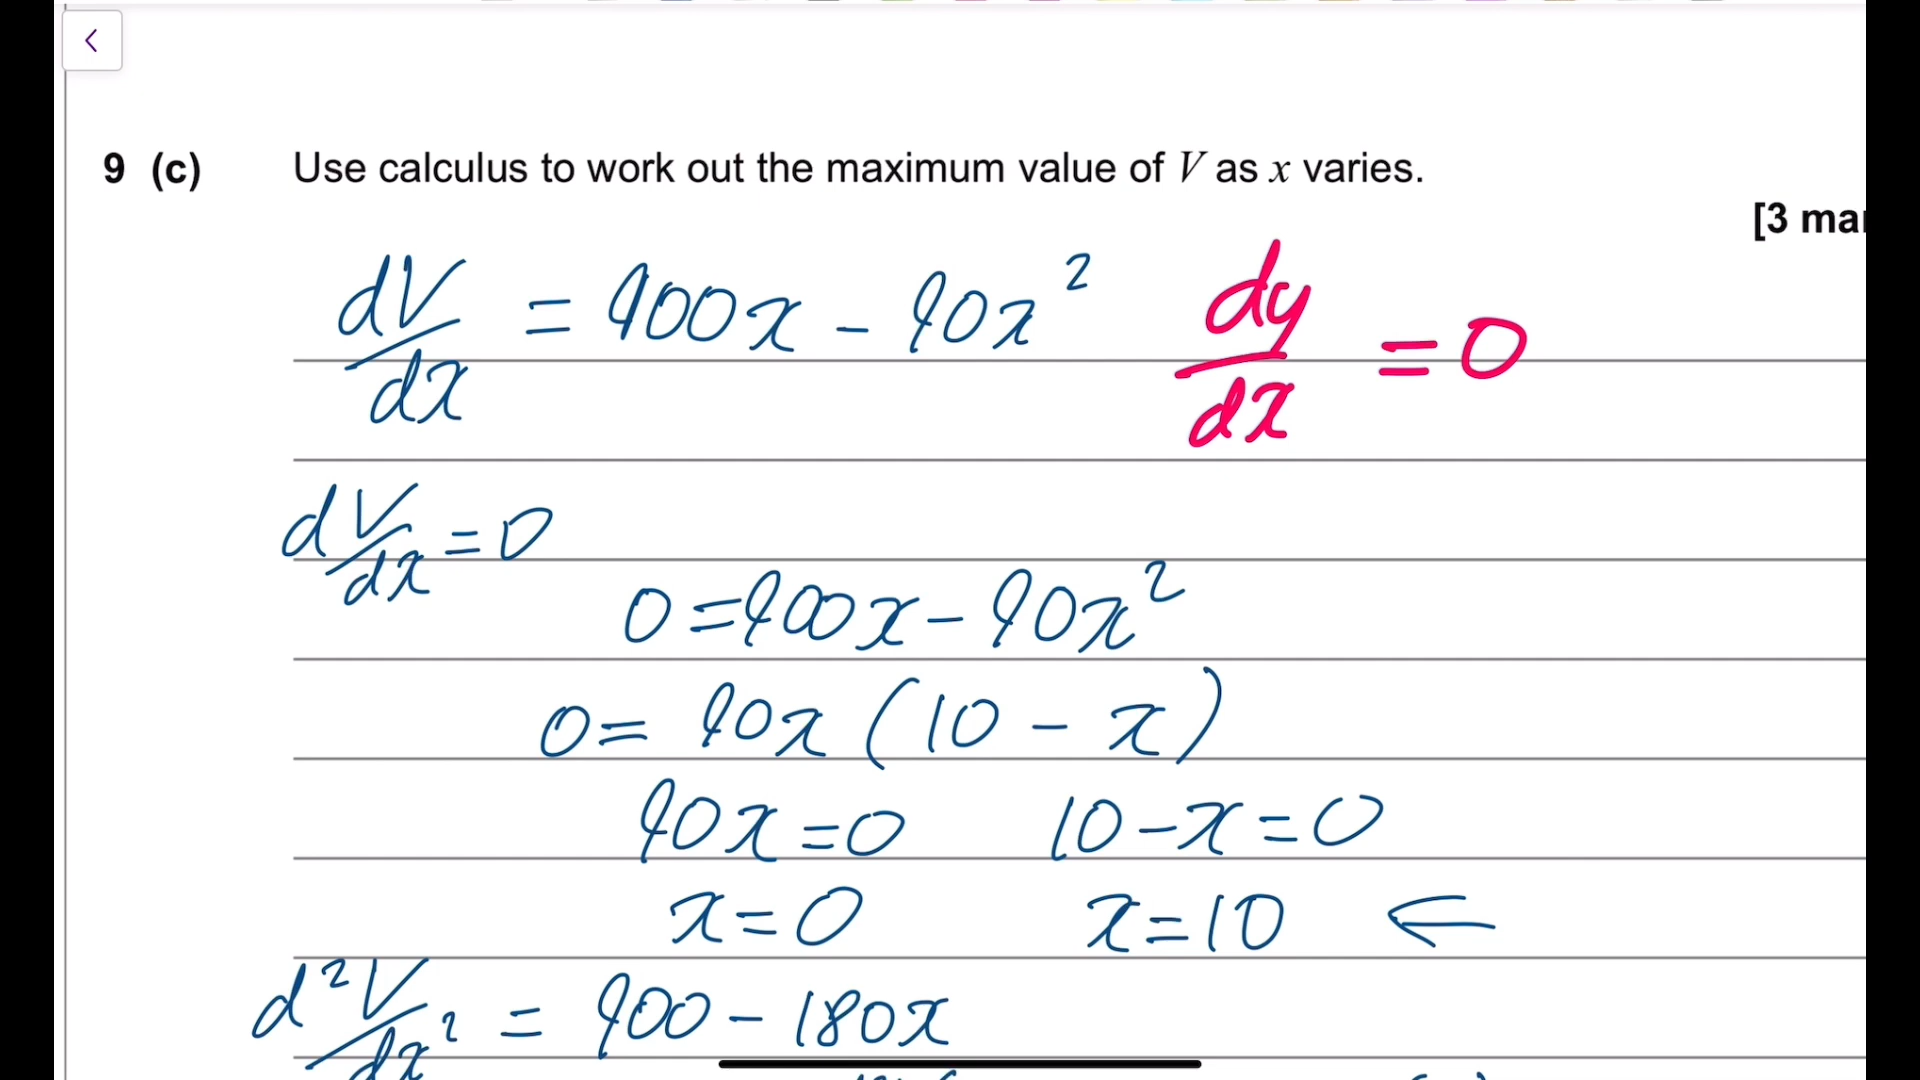 9 (c) Use calculus to work out the maximum value of V as x varies.
[3 mar
dV/dx = 900x - 90x² dy/dx = 0
dV/dx = 0
0 = 900x - 90x²
0 = 90x (10 - x)
90x = 0 10 - x = 0
x = 0 x = 10 ←
d²V/dx² = 900 - 180x